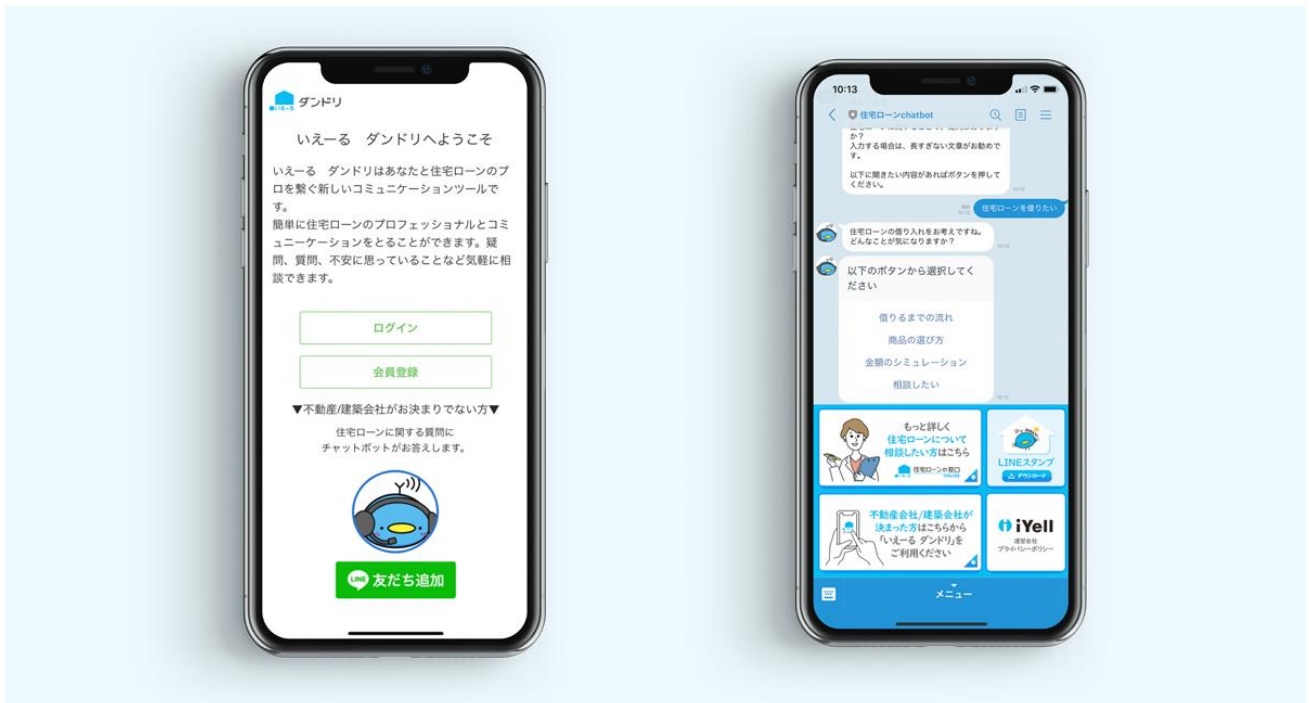 ダンドリ
いえーる ダンドリへようこそ
いえーる ダンドリはあなたと住宅ローンのプ
ロを繋ぐ新しいコミュニケーションツールで
す。
簡単に住宅ローンのプロフェッショナルとコミ
ュニーケーションをとることができます。疑
問、質問、不安に思っていることなど気軽に相
談できます。
ログイン
会員登録
▼不動産/建築会社がお決まりでない方▼
住宅ローンに関する質問に
チャットボットがお答えします。
LINE 友だち追加
10:13
住宅ローンchatbot
か?
入力する場合は、長すぎない文章がお勧めで
す。
以下に聞きたい内容があればボタンを押して
ください。
住宅ローンを借りたい
住宅ローンの借り入れをお考えですね。
どんなことが気になりますか?
以下のボタンから選択してく
ださい
借りるまでの流れ
商品の選び方
金額のシミュレーション
相談したい
もっと詳しく
住宅ローンについて
相談したい方はこちら
住宅ローンの窓口
ONLINE
LINEスタンプ
ダウンロード
不動産会社/建築会社が
決まった方はこちらから
「いえーる ダンドリ」を
ご利用ください
iYell
運営会社
プライバシーポリシー
メニュー